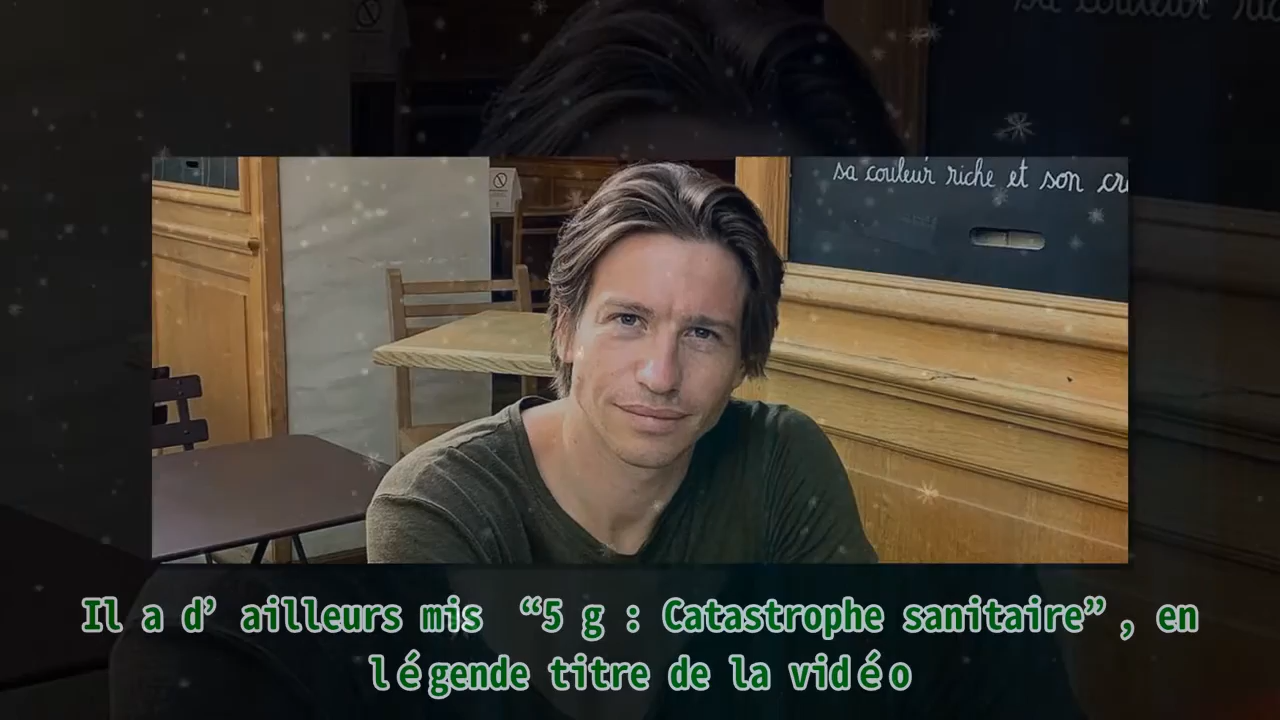 sa couleur riche et son cr
Il a d’ ailleurs mis “5 g : Catastrophe sanitaire” , en
légende titre de la vidéo